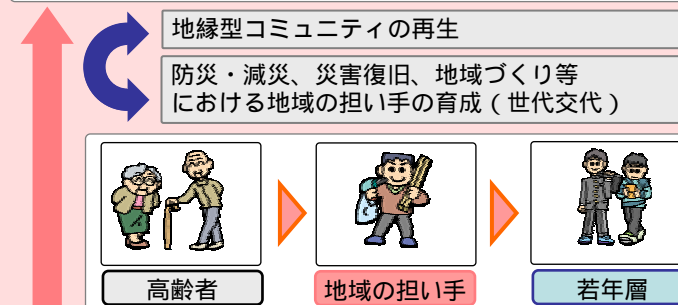 地縁型コミュニティの再生
防災・減災、災害復旧、地域づくり等
における地域の担い手の育成(世代交代)
高齢者
地域の担い手
若年層